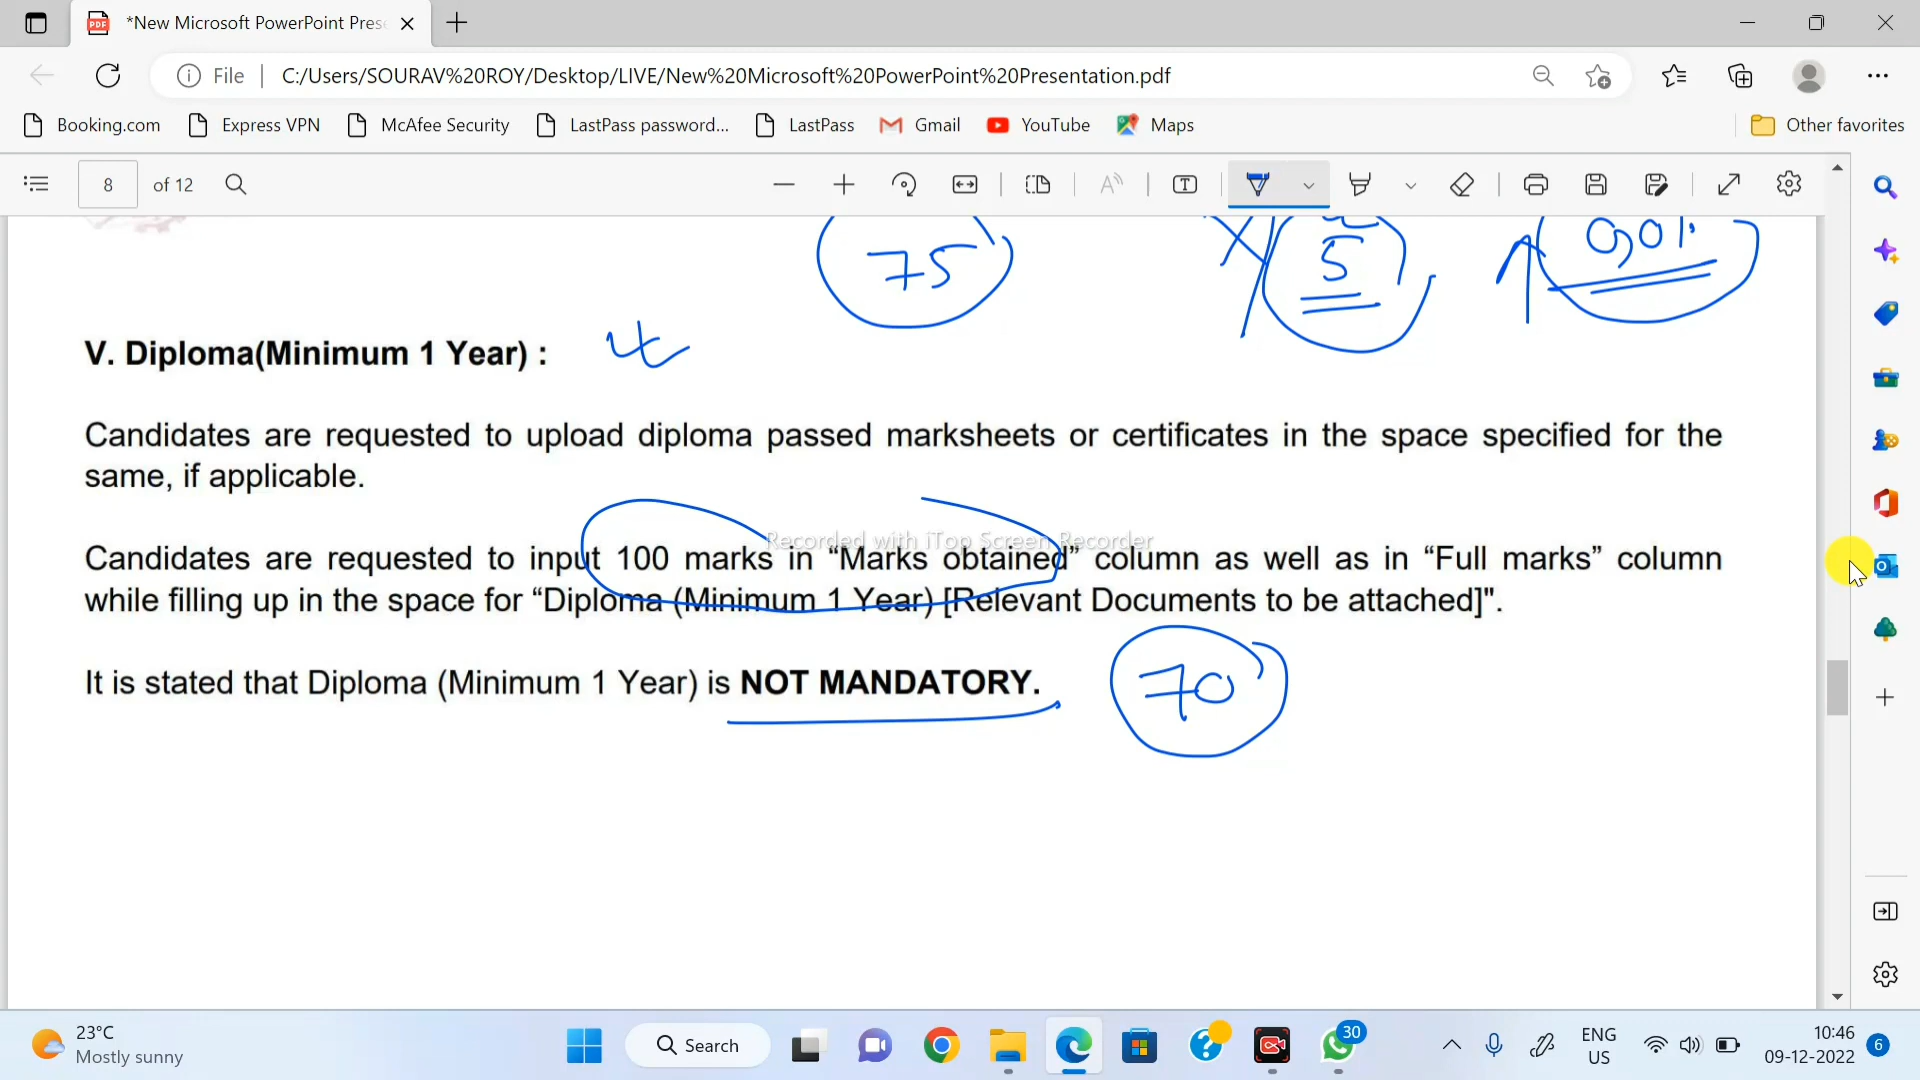 *New Microsoft PowerPoint Pres
File
C:/Users/SOURAV%20ROY/Desktop/LIVE/New%20Microsoft%20PowerPoint%20Presentation.pdf
Booking.com Express VPN McAfee Security LastPass password... LastPass Gmail YouTube Maps Other favorites
8 of 12
75 5 0,01.
V. Diploma(Minimum 1 Year) :
Candidates are requested to upload diploma passed marksheets or certificates in the space specified for the
same, if applicable.
Recorded with iTop Screen Recorder
Candidates are requested to input 100 marks in “Marks obtained” column as well as in “Full marks” column
while filling up in the space for “Diploma (Minimum 1 Year) [Relevant Documents to be attached]".
It is stated that Diploma (Minimum 1 Year) is NOT MANDATORY.
70
23°C
Mostly sunny
Search
30
ENG
US
10:46
09-12-2022
6